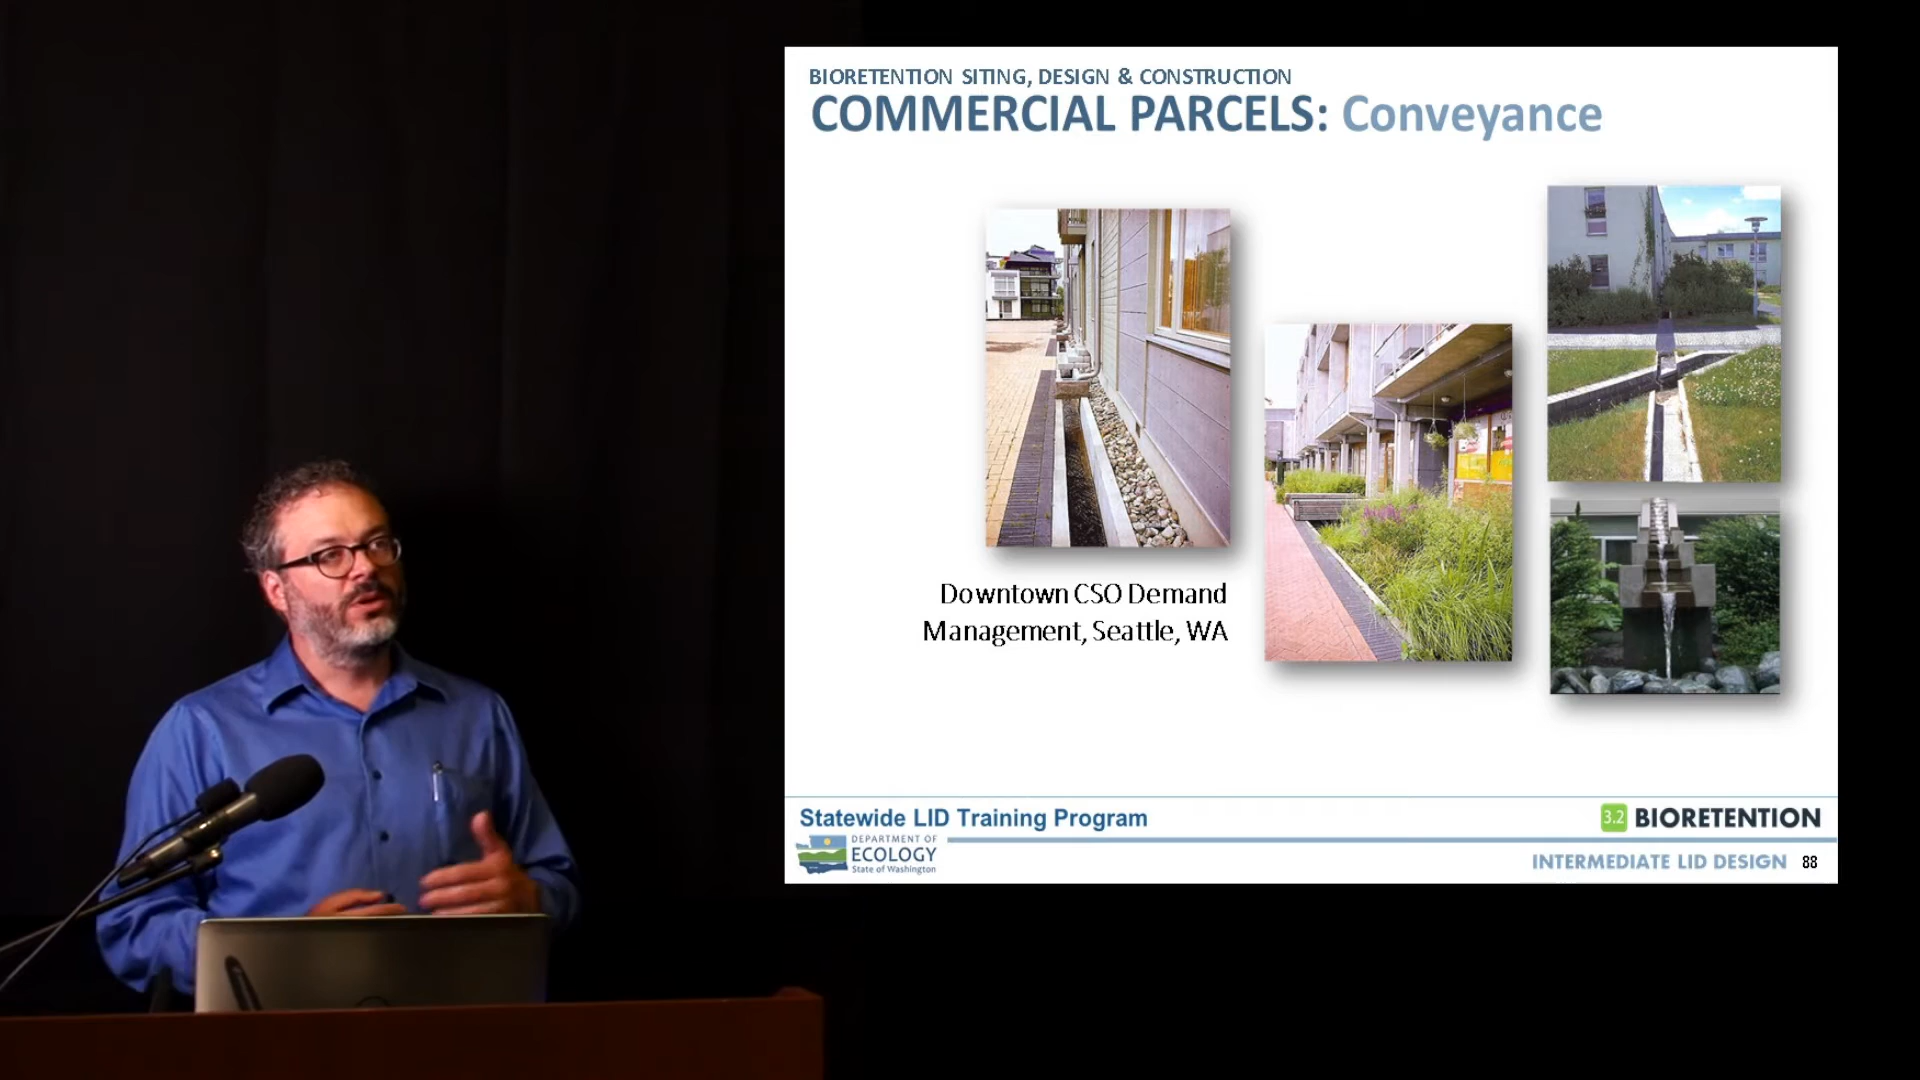 BIORETENTION SITING, DESIGN & CONSTRUCTION
COMMERCIAL PARCELS: Conveyance
Downtown CSO Demand
Management, Seattle, WA
Statewide LID Training Program
3.2 BIORETENTION
DEPARTMENT OF
ECOLOGY
State of Washington
INTERMEDIATE LID DESIGN 88